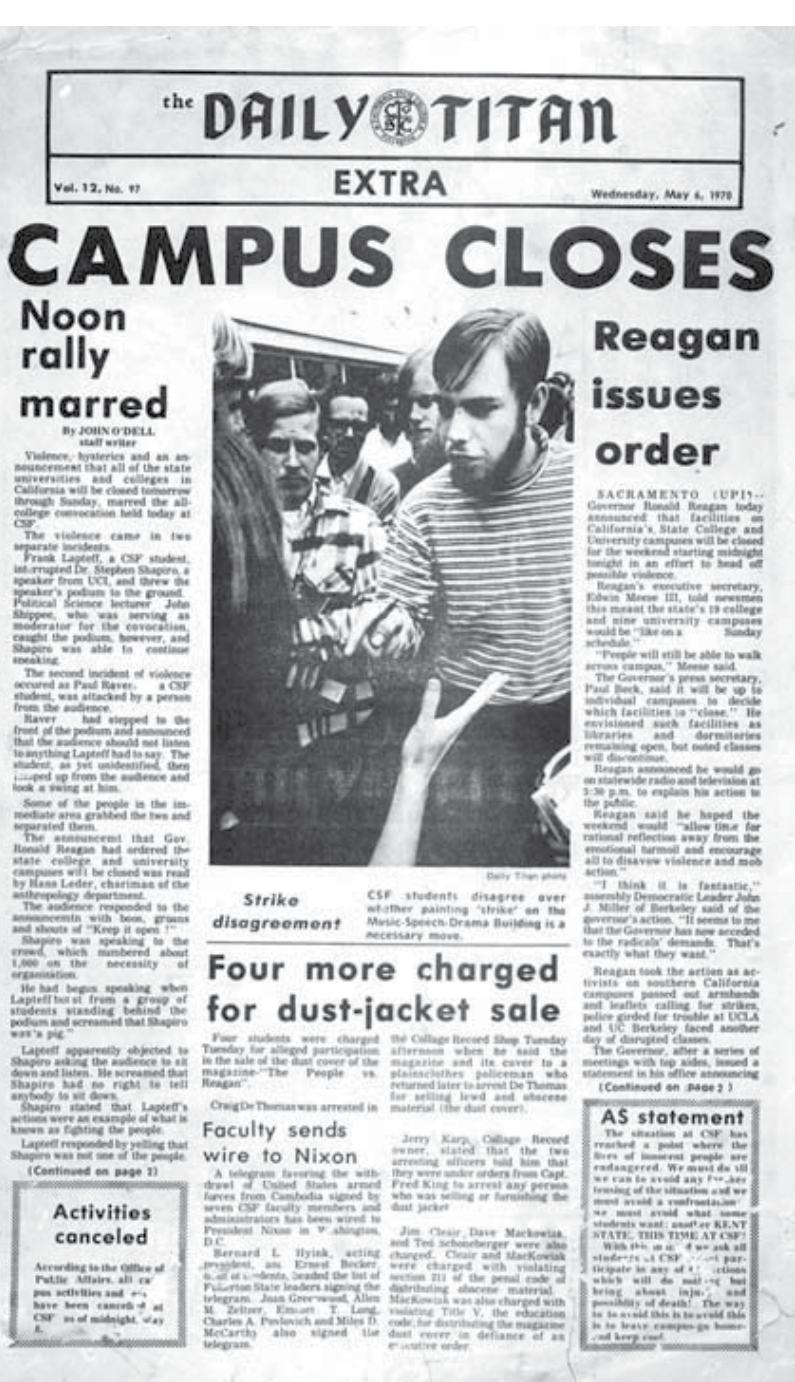 the DAILY TITAN
EXTRA
Vol. 12, No. 97
Wednesday, May 6, 1970
CAMPUS CLOSES
Noon
rally
marred
By JOHN O'DELL
staff writer
Violence, hysterics and an an-
nouncement that all of the state
universities and colleges in
California will be closed tomorrow
through Sunday, marred the all-
college convocation held today at
CSF.
The violence came in two
separate incidents.
Frank Lapteff, a CSF student,
interrupted Dr. Stephen Shapiro, a
speaker from UCI, and threw the
speaker's podium to the ground.
Political Science lecturer John
Shippee, who was serving as
moderator for the covocation,
caught the podium, however, and
Shapiro was able to continue
speaking.
The second incident of violence
occured as Paul Raver, a CSF
student, was attacked by a person
from the audience.
Raver had stepped to the
front of the podium and announced
that the audience should not listen
to anything Lapteff had to say. The
student, as yet unidentified, then
jumped up from the audience and
took a swing at him.
Some of the people in the im-
mediate area grabbed the two and
separated them.
The announcemt that Gov.
Ronald Reagan had ordered the
state college and university
campuses will be closed was read
by Hans Leder, chariman of the
anthropology department.
The audience responded to the
announcemtn with boos, groans
and shouts of "Keep it open !"
Shapiro was speaking to the
crowd, which numbered about
1,000 on the necessity of
organization.
He had begun speaking when
Lapteff burst from a group of
students standing behind the
podium and screamed that Shapiro
was "a pig."
Lapteff apparently objected to
Shapiro asking the audience to sit
down and listen. He screamed that
Shapiro had no right to tell
anybody to sit down.
Shapiro stated that Lapteff's
actions were an example of what is
known as fighting the people.
Lapteff responded by yelling that
Shapiro was not one of the people.
(Continued on page 2)
Activities
canceled
According to the Office of
Public Affairs, all
pus activities and
have been at
CSF as of midnight, May
Daily Titan photo
Strike
disagreement
CSF students disagree over
whether painting 'strike' on the
Music-Speech-Drama Building is a
necessary move.
Four more charged
for dust-jacket sale
Four students were charged
Tuesday for alleged participation
in the sale of the dust cover of the
magazine-"The People vs.
Reagan".
Craig De Thomas was arrested in
the Collage Record Shop Tuesday
afternoon when he said the
magazine and its cover to a
plainsclothes policeman who
returned later to arrest De Thomas
for selling lewd and obscene
material (the dust cover).
Jerry Karp, Collage Record
owner, stated that the two
arresting officers told him that
they were under orders from Capt.
Fred King to arrest any person
who was selling or furnishing the
dust jacket
Jim Cleair, Dave Mackowiak,
and Ted Schoneberger were also
charged. Cleair and MacKowiak
were charged with violating
section 311 of the penal code of
distributing obscene material.
MacKowiak was also charged with
violating Title V, the education
code, for distributing the magazine
dust cover in defiance of an
executive order.
Faculty sends
wire to Nixon
A telegram favoring the with-
drawl of United States armed
forces from Cambodia signed by
seven CSF faculty members and
administrators has been wired to
President Nixon in Washington,
D.C.
Bernard L. Hyink, acting
president, and Ernest Becker,
headed the list of
Fullerton State leaders signing the
telegram. Joan Greenwood, Allen
M. Zeltzer, Emmet T. Long,
Charles A. Povlovich and Miles D.
McCarthy also signed the
telegram.
Reagan
issues
order
SACRAMENTO (UPI)--
Governor Ronald Reagan today
announced that facilities on
California's State College and
University campuses will be closed
for the weekend starting midnight
tonight in an effort to head off
possible violence.
Reagan's executive secretary,
Edwin Meese III, told newsmen
this meant the state's 19 college
and nine university campuses
would be "like on a Sunday
schedule."
"People will still be able to walk
across campus," Meese said.
The Governor's press secretary,
Paul Beck, said it will be up to
individual campuses to decide
which facilities to "close." He
envisioned such facilities as
libraries and dormitories
remaining open, but noted classes
will discontinue.
Reagan announced he would go
on statewide radio and television at
5:30 p.m. to explain his action to
the public.
Reagan said he hoped the
weekend would "allow time for
rational reflection away from the
emotional turmoil and encourage
all to disavow violence and mob
action."
"I think it is fantastic,"
assembly Democratic Leader John
J. Miller of Berkeley said of the
governor's action. "It seems to me
that the Governor has now acceded
to the radicals' demands. That's
exactly what they want."
Reagan took the action as ac-
tivists on southern California
campuses passed out armbands
and leaflets calling for strikes,
police girded for trouble at UCLA
and UC Berkeley faced another
day of disrupted classes.
The Governor, after a series of
meetings with top aides, issued a
statement in his office announcing
(Continued on page 2)
AS statement
The situation at CSF has
reached a point where the
lives of innocent people are
endangered. We must do all
we can to avoid any
tensing of the situation and we
must avoid a confrontation
we must avoid what some
students want; another KENT
STATE, THIS TIME AT CSF!
With this in we ask all
students at CSF par-
ticipate in any of actions
which will do nothing but
bring about injury and
possiblity of death! The way
to to avoid this is to avoid this
is to leave campus-go home-
and keep cool.